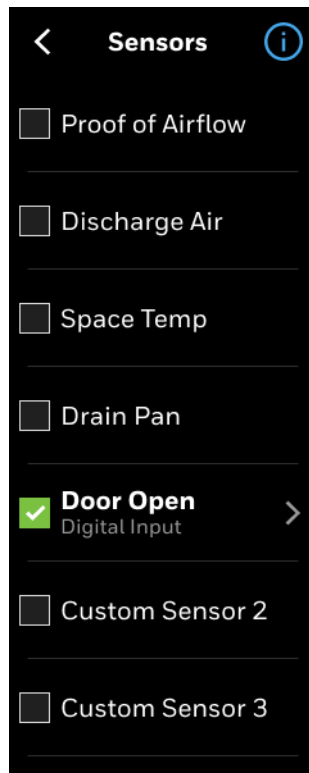 Sensors
Proof of Airflow
Discharge Air
Space Temp
Drain Pan
Door Open
Digital Input
Custom Sensor 2
Custom Sensor 3